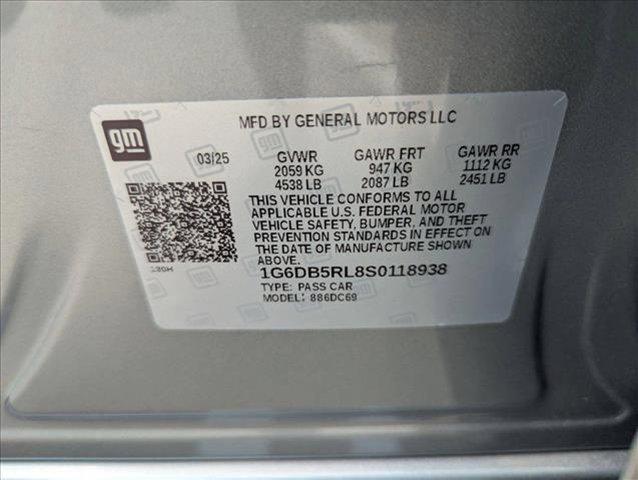 gm
MFD BY GENERAL MOTORS LLC
03/25 GVWR GAWR FRT GAWR RR
2059 KG 947 KG 1112 KG
4538 LB 2087 LB 2451 LB
THIS VEHICLE CONFORMS TO ALL
APPLICABLE U.S. FEDERAL MOTOR
VEHICLE SAFETY, BUMPER, AND THEFT
PREVENTION STANDARDS IN EFFECT ON
THE DATE OF MANUFACTURE SHOWN
ABOVE.
1G6DB5RL8S0118938
TYPE: PASS CAR
MODEL: 886DC69